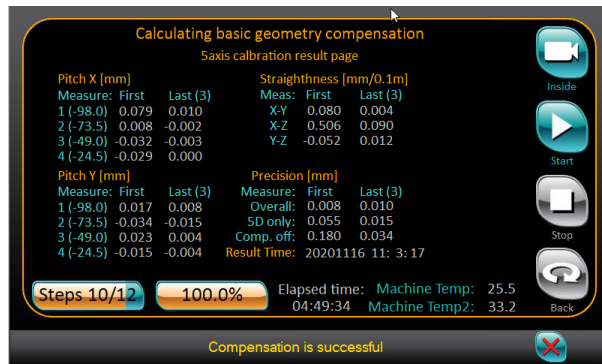 Calculating basic geometry compensation
5axis calbration result page
Pitch X [mm]
Measure: First Last (3)
1 (-98.0) 0.079 0.010
2 (-73.5) 0.008 -0.002
3 (-49.0) -0.032 -0.003
4 (-24.5) -0.029 0.000
Straighthness [mm/0.1m]
Meas: First Last (3)
X-Y 0.080 0.004
X-Z 0.506 0.090
Y-Z -0.052 0.012
Pitch Y [mm]
Measure: First Last (3)
1 (-98.0) 0.017 0.008
2 (-73.5) -0.034 -0.015
3 (-49.0) 0.023 0.004
4 (-24.5) -0.015 -0.004
Precision [mm]
Measure: First Last (3)
Overall: 0.008 0.010
5D only: 0.055 0.015
Comp. off: 0.180 0.034
Result Time: 20201116 11: 3: 17
Steps 10/12
100.0%
Elapsed time:
04:49:34
Machine Temp: 25.5
Machine Temp2: 33.2
Inside
Start
Stop
Back
Compensation is successful